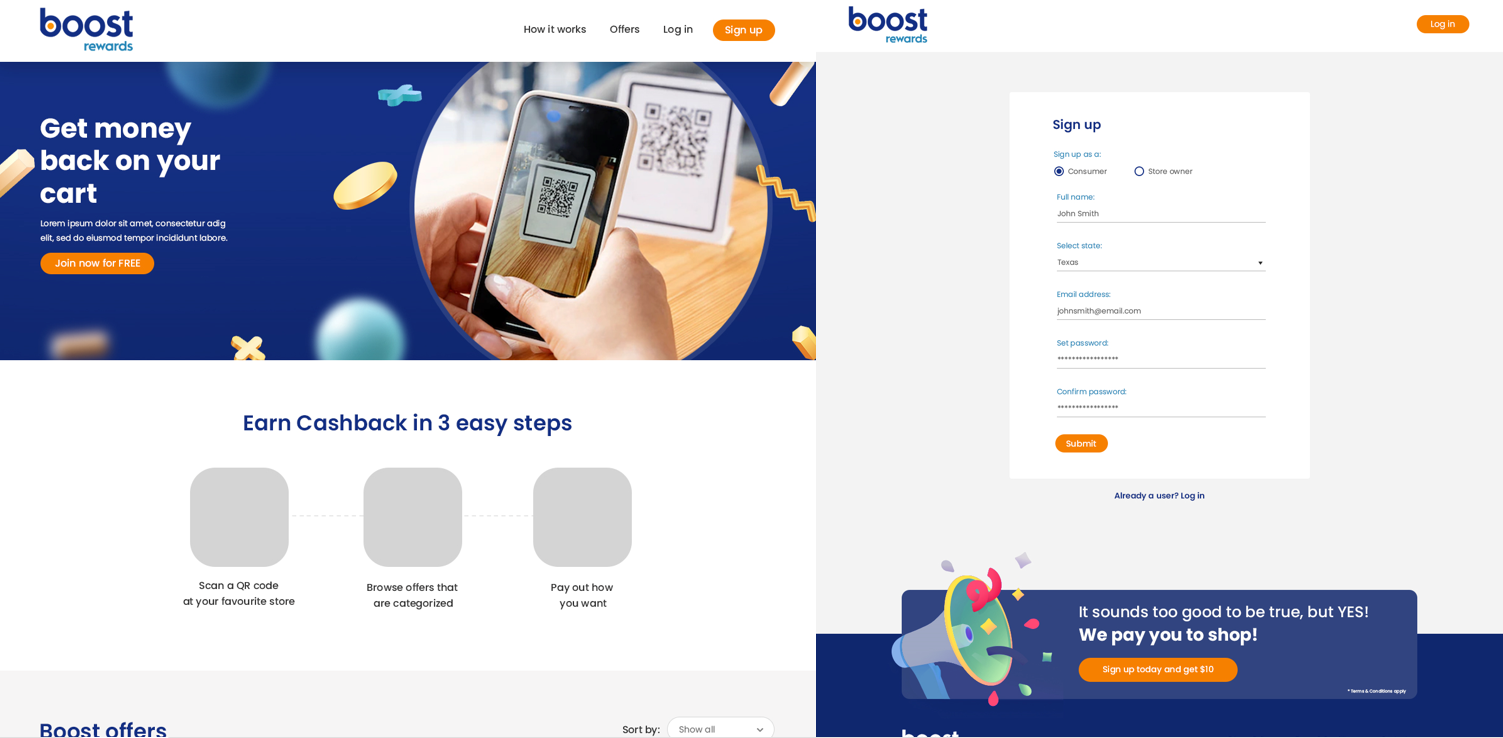 boost
rewards
How it works
Offers
Log in
Sign up
Get money
back on your
cart
Lorem ipsum dolor sit amet, consectetur adig
elit, sed do eiusmod tempor incididunt labore.
Join now for FREE
Earn Cashback in 3 easy steps
Scan a QR code
at your favourite store
Browse offers that
are categorized
Pay out how
you want
Boost offers
Sort by:
Show all
boost
rewards
Log in
Sign up
Sign up as a:
Consumer
Store owner
Full name:
John Smith
Select state:
Texas
Email address:
johnsmith@email.com
Set password:
*****************
Confirm password:
*****************
Submit
Already a user? Log in
It sounds too good to be true, but YES!
We pay you to shop!
Sign up today and get $10
* Terms & Conditions apply
boost